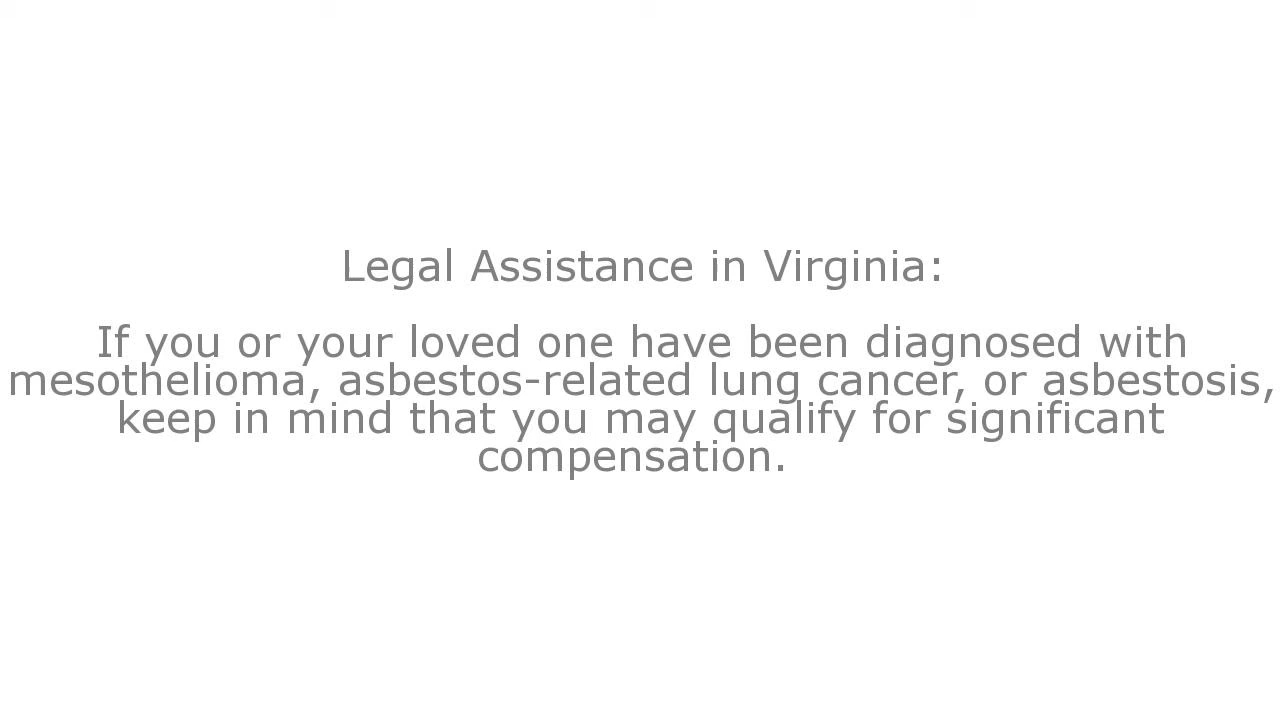 Legal Assistance in Virginia:
If you or your loved one have been diagnosed with
mesothelioma, asbestos-related lung cancer, or asbestosis,
keep in mind that you may qualify for significant
compensation.